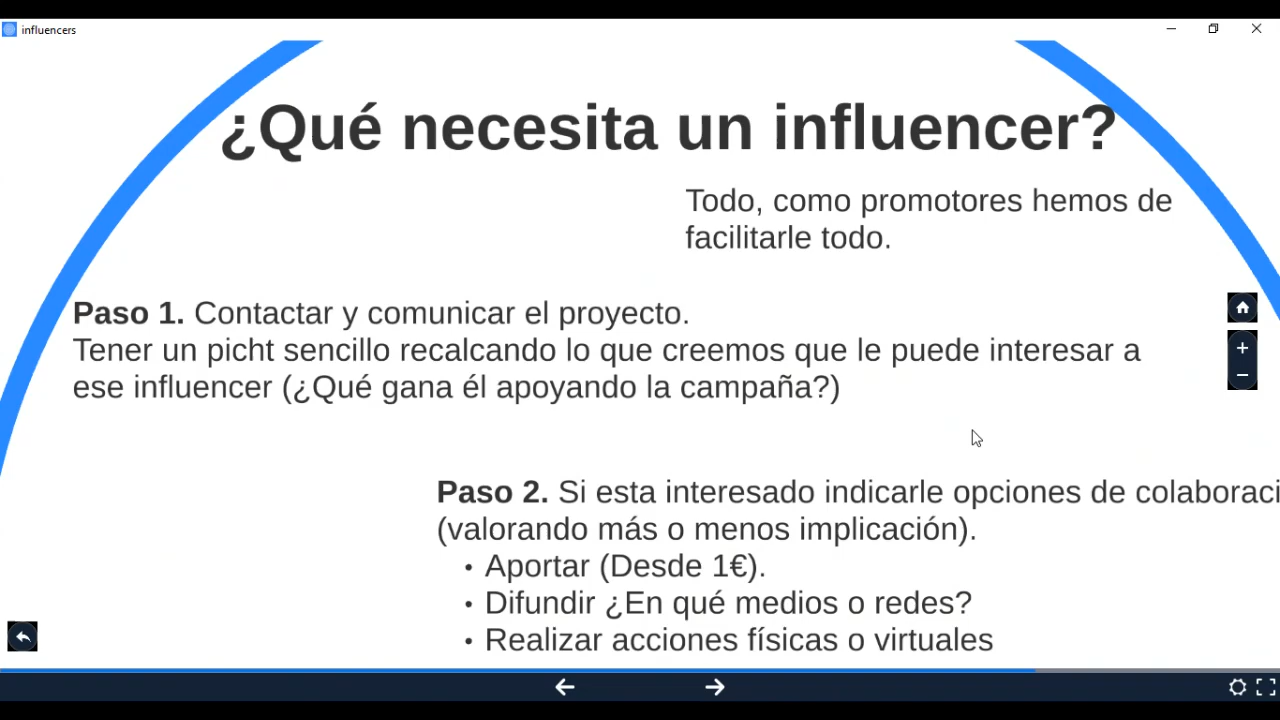 influencers
¿Qué necesita un influencer?
Todo, como promotores hemos de
facilitarle todo.
Paso 1. Contactar y comunicar el proyecto.
Tener un picht sencillo recalcando lo que creemos que le puede interesar a
ese influencer (¿Qué gana él apoyando la campaña?)
Paso 2. Si esta interesado indicarle opciones de colaboraci
(valorando más o menos implicación).
• Aportar (Desde 1€).
• Difundir ¿En qué medios o redes?
• Realizar acciones físicas o virtuales